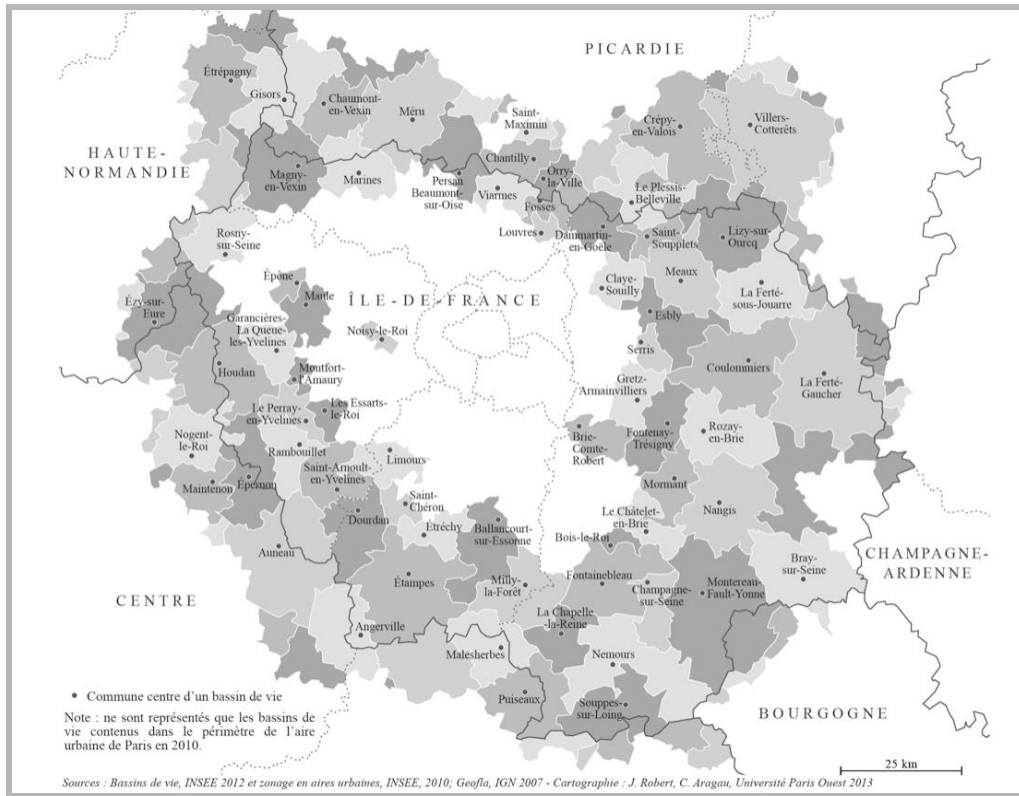 PICARDIE
Étrépagny
Gisors
Chaumont-
en-Vexin
Méru
Saint-
Maximin
Crépy-
en-Valois
Villers-
Cotterêts
HAUTE-
NORMANDIE
Chantilly
Magny-
en-Vexin
Marines
Persan
Beaumont-
sur-Oise
Viarmes
Orry-
la-Ville
Fosses
Le Plessis-
Belleville
Louvres
Dammartin-
en-Goële
Saint-
Soupplets
Lizy-sur-
Ourcq
Rosny-
sur-Seine
Épône
Maule
ÎLE-DE-FRANCE
Claye-
Souilly
Meaux
La Ferté-
sous-Jouarre
Ézy-sur-
Eure
Garancières-
La Queue-
les-Yvelines
Noisy-le-Roi
Esbly
Serris
Houdan
Montfort-
l'Amaury
Coulommiers
La Ferté-
Gaucher
Gretz-
Armainvilliers
Le Perray-
en-Yvelines
Les Essarts-
le-Roi
Nogent-
le-Roi
Rambouillet
Brie-
Comte-
Robert
Fontenay-
Trésigny
Rozay-
en-Brie
Limours
Saint-Arnoult-
en-Yvelines
Maintenon
Épernon
Mormant
Saint-
Chéron
Dourdan
Étréchy
Ballancourt-
sur-Essonne
Le Châtelet-
en-Brie
Nangis
Bois-le-Roi
Auneau
Bray-
sur-Seine
CHAMPAGNE-
ARDENNE
Étampes
Milly-
la-Forêt
Fontainebleau
Champagne-
sur-Seine
Montereau-
Fault-Yonne
CENTRE
La Chapelle
-la-Reine
Angerville
Malesherbes
Nemours
Puiseaux
Souppes-
sur-Loing
BOURGOGNE
Commune centre d'un bassin de vie
Note : ne sont représentés que les bassins de
vie contenus dans le périmètre de l'aire
urbaine de Paris en 2010.
25 km
Sources : Bassins de vie, INSEE 2012 et zonage en aires urbaines, INSEE, 2010; Geofla, IGN 2007 - Cartographie : J. Robert, C. Aragau, Université Paris Ouest 2013